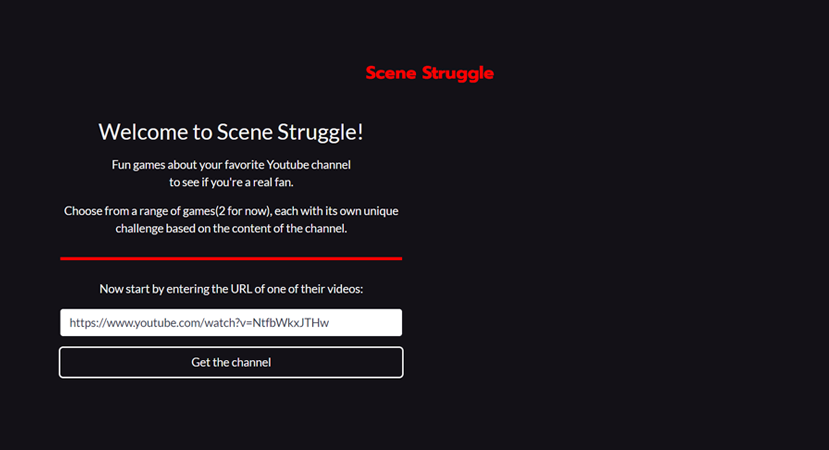 Scene Struggle
Welcome to Scene Struggle!
Fun games about your favorite Youtube channel
to see if you're a real fan.
Choose from a range of games(2 for now), each with its own unique
challenge based on the content of the channel.
Now start by entering the URL of one of their videos:
https://www.youtube.com/watch?v=NtfbWkxJTHw
Get the channel